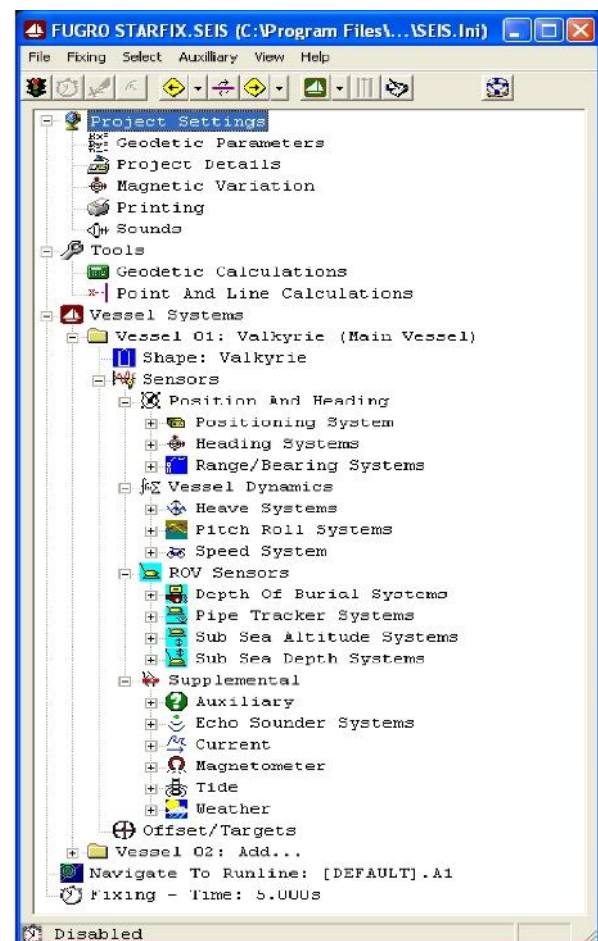 FUGRO STARFIX.SEIS (C:\Program Files\...\SEIS.Ini)
File Fixing Select Auxilliary View Help
Project Settings
Geodetic Parameters
Project Details
Magnetic Variation
Printing
Sounds
Tools
Geodetic Calculations
Point And Line Calculations
Vessel Systems
Vessel 01: Valkyrie (Main Vessel)
Shape: Valkyrie
Sensors
Position And Heading
Positioning System
Heading Systems
Range/Bearing Systems
Vessel Dynamics
Heave Systems
Pitch Roll Systems
Speed System
ROV Sensors
Depth Of Burial Systems
Pipe Tracker Systems
Sub Sea Altitude Systems
Sub Sea Depth Systems
Supplemental
Auxiliary
Echo Sounder Systems
Current
Magnetometer
Tide
Weather
Offset/Targets
Vessel 02: Add...
Navigate To Runline: [DEFAULT].A1
Fixing - Time: 5.000s
Disabled